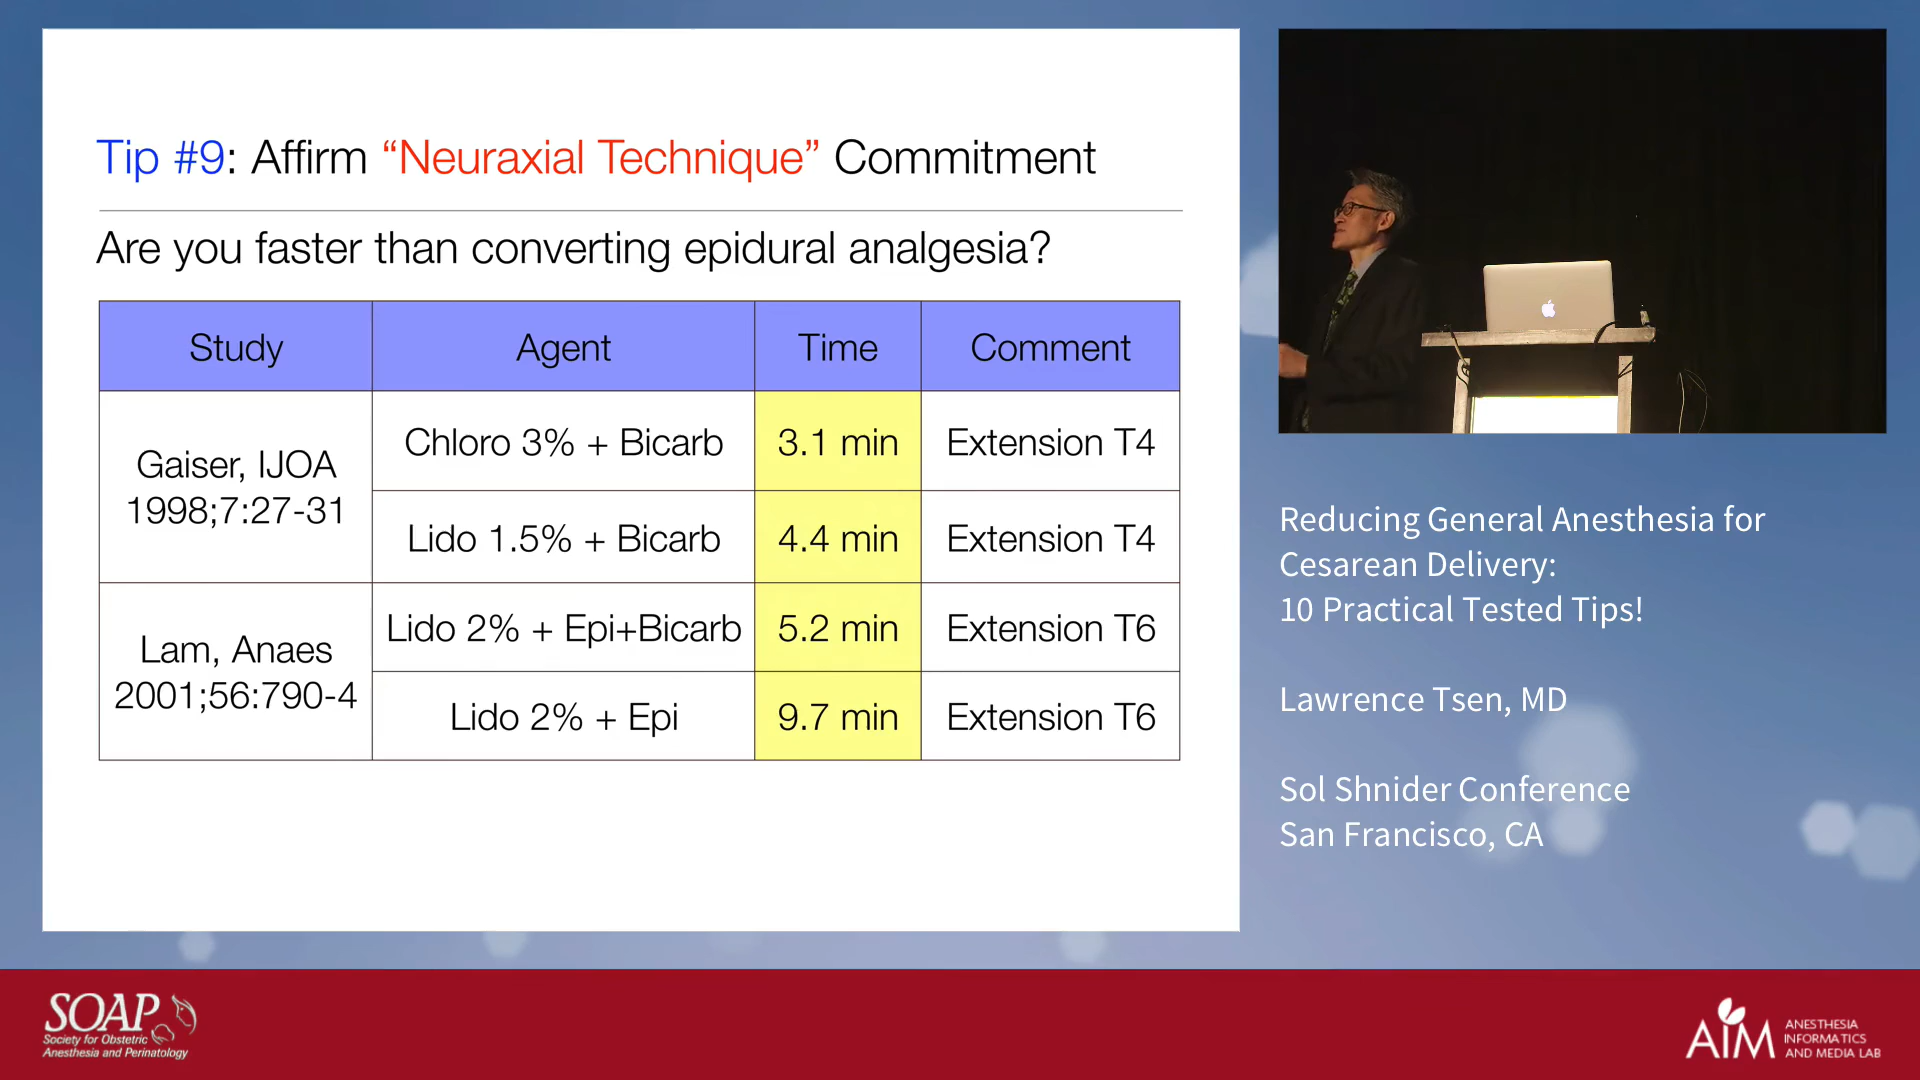 Tip #9: Affirm “Neuraxial Technique” Commitment
Are you faster than converting epidural analgesia?
Study Agent Time Comment
Gaiser, IJOA
1998;7:27-31
Chloro 3% + Bicarb 3.1 min Extension T4
Lido 1.5% + Bicarb 4.4 min Extension T4
Lam, Anaes
2001;56:790-4
Lido 2% + Epi+Bicarb 5.2 min Extension T6
Lido 2% + Epi 9.7 min Extension T6
Reducing General Anesthesia for
Cesarean Delivery:
10 Practical Tested Tips!
Lawrence Tsen, MD
Sol Shnider Conference
San Francisco, CA
SOAP
Society for Obstetric
Anesthesia and Perinatology
AIM
ANESTHESIA
INFORMATICS
AND MEDIA LAB